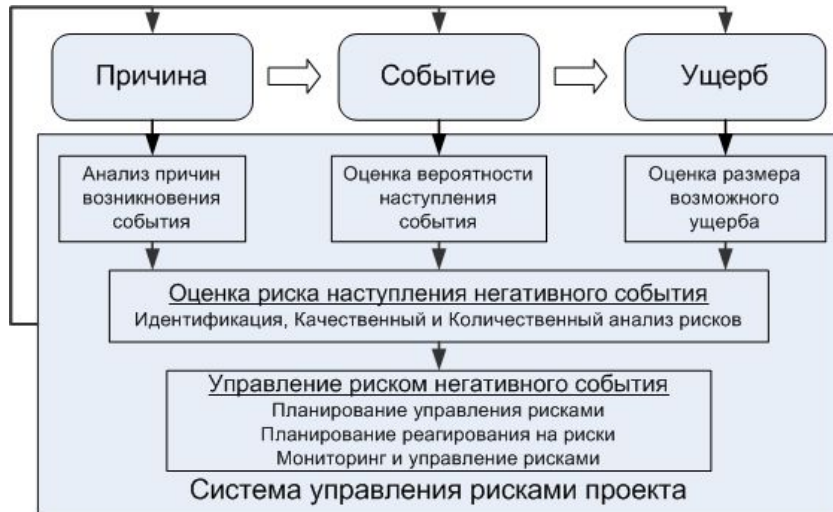 Причина
Событие
Ущерб
Анализ причин
возникновения
события
Оценка вероятности
наступления
события
Оценка размера
возможного
ущерба
Оценка риска наступления негативного события
Идентификация, Качественный и Количественный анализ рисков
Управление риском негативного события
Планирование управления рисками
Планирование реагирования на риски
Мониторинг и управление рисками
Система управления рисками проекта